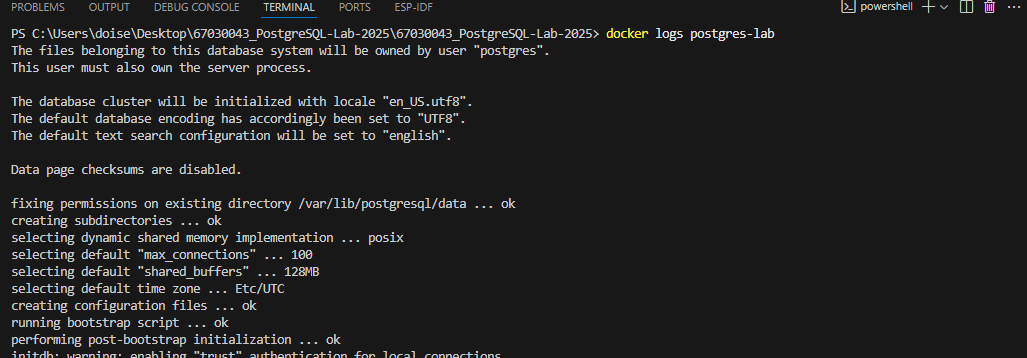 PROBLEMS OUTPUT DEBUG CONSOLE TERMINAL PORTS ESP-IDF powershell
PS C:\Users\doise\Desktop\67030043_PostgreSQL-Lab-2025\67030043_PostgreSQL-Lab-2025> docker logs postgres-lab
The files belonging to this database system will be owned by user "postgres".
This user must also own the server process.
The database cluster will be initialized with locale "en_US.utf8".
The default database encoding has accordingly been set to "UTF8".
The default text search configuration will be set to "english".
Data page checksums are disabled.
fixing permissions on existing directory /var/lib/postgresql/data ... ok
creating subdirectories ... ok
selecting dynamic shared memory implementation ... posix
selecting default "max_connections" ... 100
selecting default "shared_buffers" ... 128MB
selecting default time zone ... Etc/UTC
creating configuration files ... ok
running bootstrap script ... ok
performing post-bootstrap initialization ... ok
initdb: warning: enabling "trust" authentication for local connections